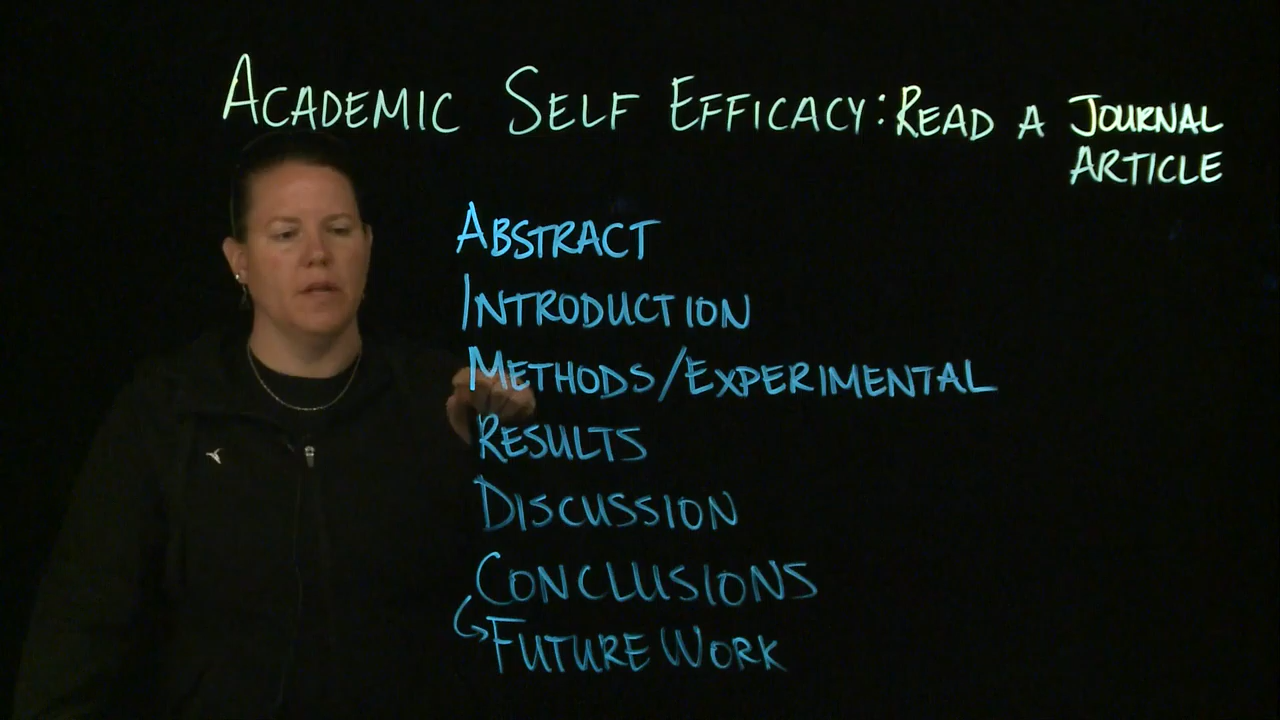 ACADEMIC SELF EFFICACY: READ A JOURNAL
ARTICLE
ABSTRACT
INTRODUCTION
METHODS/EXPERIMENTAL
RESULTS
DISCUSSION
CONCLUSIONS
FUTURE WORK